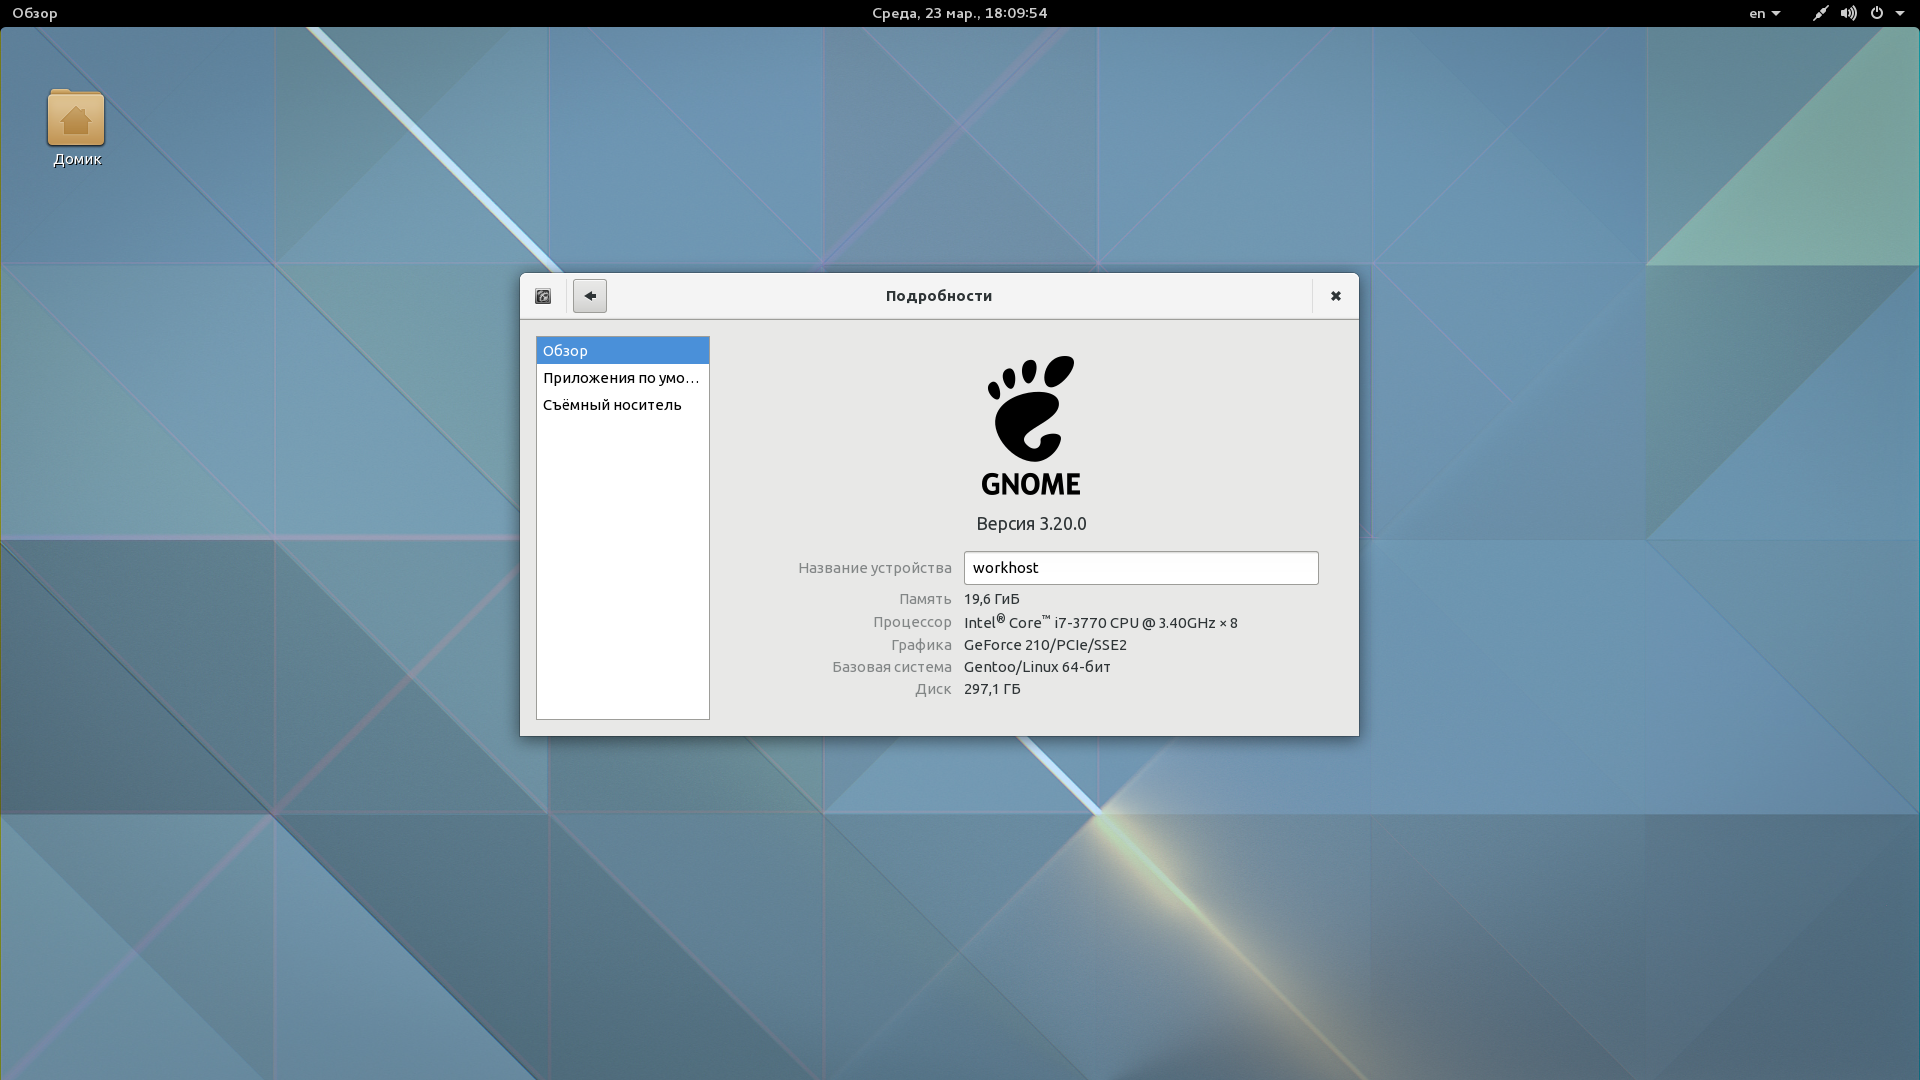 Обзор
Среда, 23 мар., 18:09:54
en
Домик
Подробности
Обзор
Приложения по умо…
Съёмный носитель
GNOME
Версия 3.20.0
Название устройства workhost
Память 19,6 ГиБ
Процессор Intel® Core™ i7-3770 CPU @ 3.40GHz × 8
Графика GeForce 210/PCIe/SSE2
Базовая система Gentoo/Linux 64-бит
Диск 297,1 ГБ